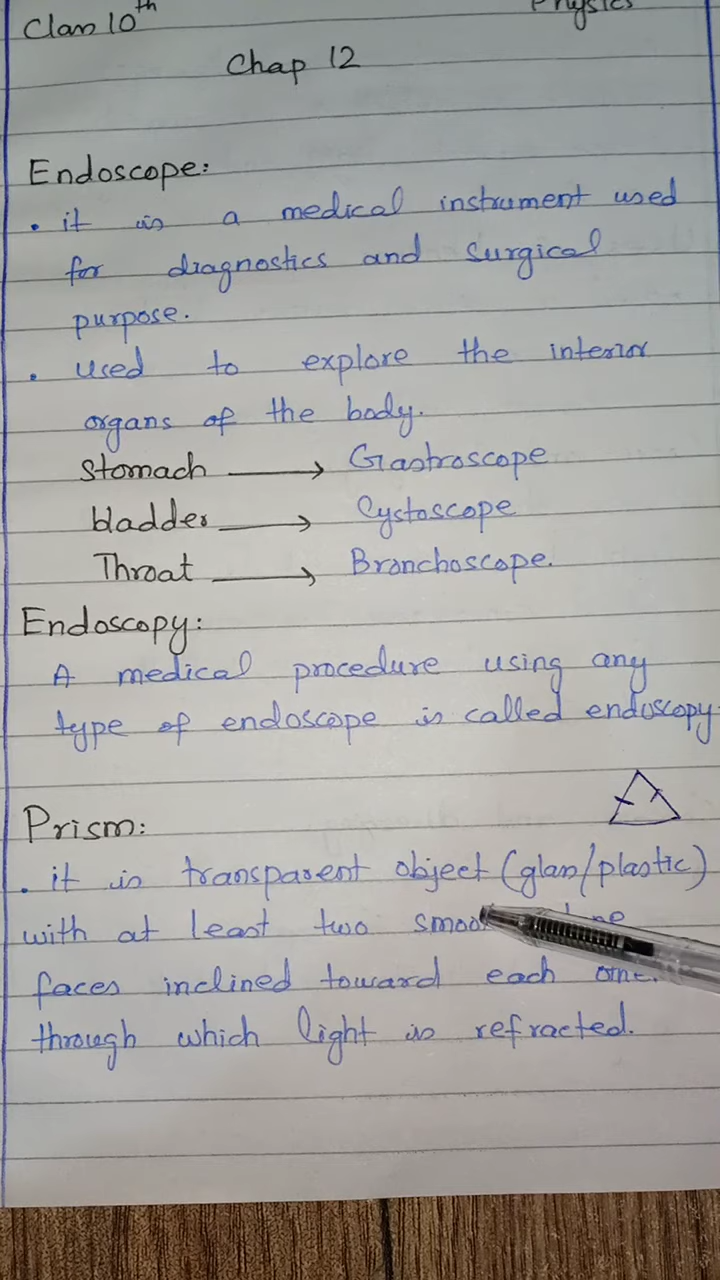 Class 10th Physics
Chap 12
Endoscope:
. it is a medical instrument used
for diagnostics and surgical
purpose.
. used to explore the interior
organs of the body.
Stomach → Gastroscope
bladder → Cystoscope
Throat → Bronchoscope.
Endoscopy:
A medical procedure using any
type of endoscope is called endoscopy
Prism:
. it is transparent object (glass/plastic)
with at least two
faces inclined toward each one.
through which light is refracted.